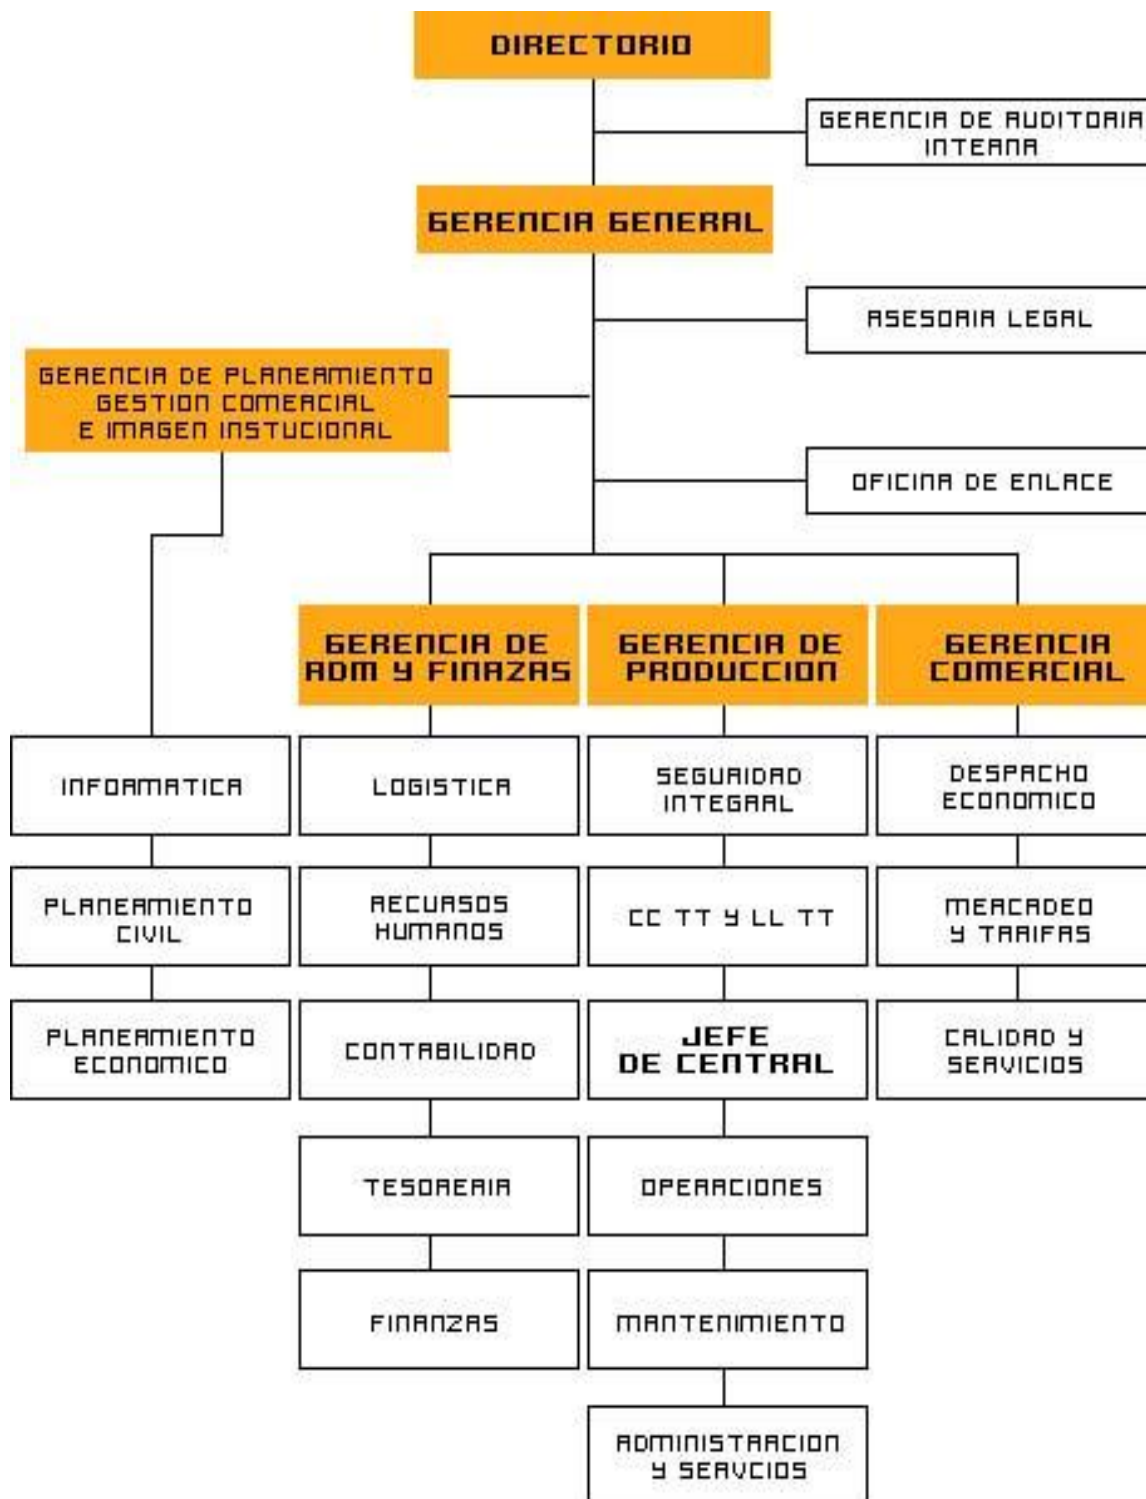 DIRECTORIO
GERENCIA DE AUDITORIA
INTERNA
GERENCIA GENERAL
ASESORIA LEGAL
GERENCIA DE PLANEAMIENTO
GESTION COMERCIAL
E IMAGEN INSTUCIONAL
OFICINA DE ENLACE
GERENCIA DE
ADM Y FINAZAS
GERENCIA DE
PRODUCCION
GERENCIA
COMERCIAL
INFORMATICA
LOGISTICA
SEGURIDAD
INTEGRAL
DESPACHO
ECONOMICO
PLANEAMIENTO
CIVIL
RECURSOS
HUMANOS
CC TT Y LL TT
MERCADEO
Y TARIFAS
PLANEAMIENTO
ECONOMICO
CONTABILIDAD
JEFE
DE CENTRAL
CALIDAD Y
SERVICIOS
TESORERIA
OPERACIONES
FINANZAS
MANTENIMIENTO
ADMINISTRACION
Y SERVCIOS